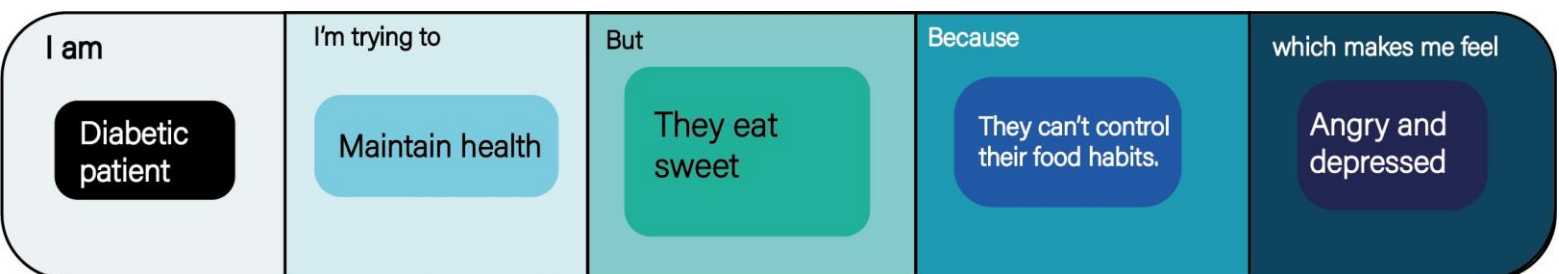 I am
Diabetic
patient
I'm trying to
Maintain health
But
They eat
sweet
Because
They can't control
their food habits.
which makes me feel
Angry and
depressed